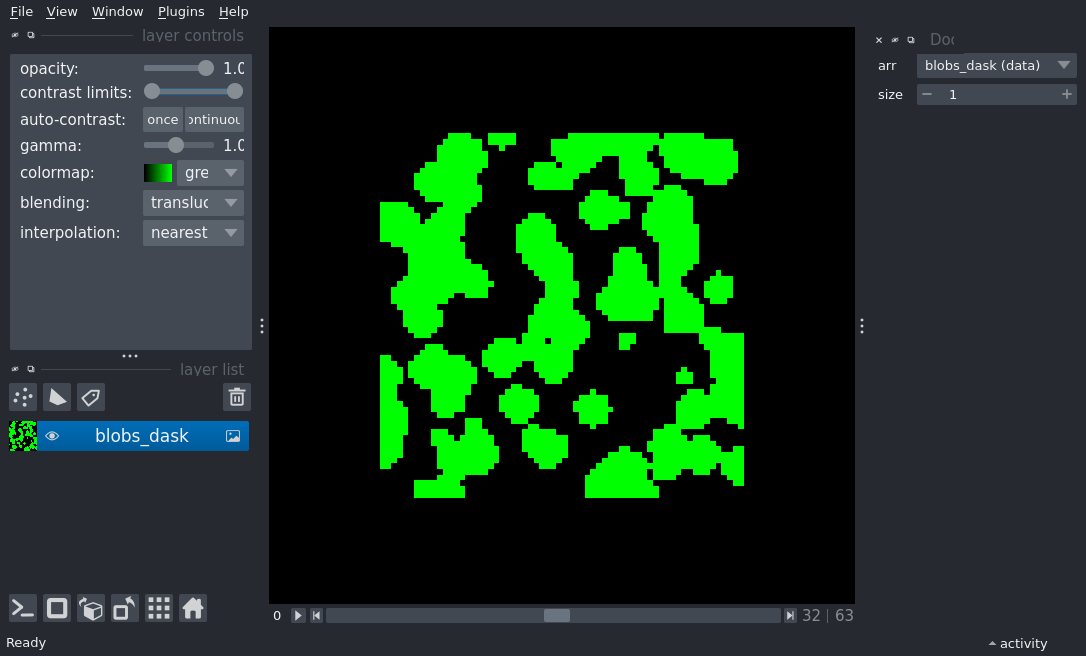 File View Window Plugins Help
layer controls
opacity: 1.0
contrast limits:
auto-contrast: once ontinuou
gamma: 1.0
colormap: gre
blending: transluc
interpolation: nearest
layer list
blobs_dask
0 32 | 63
Ready
Doc
arr blobs_dask (data)
size 1
activity